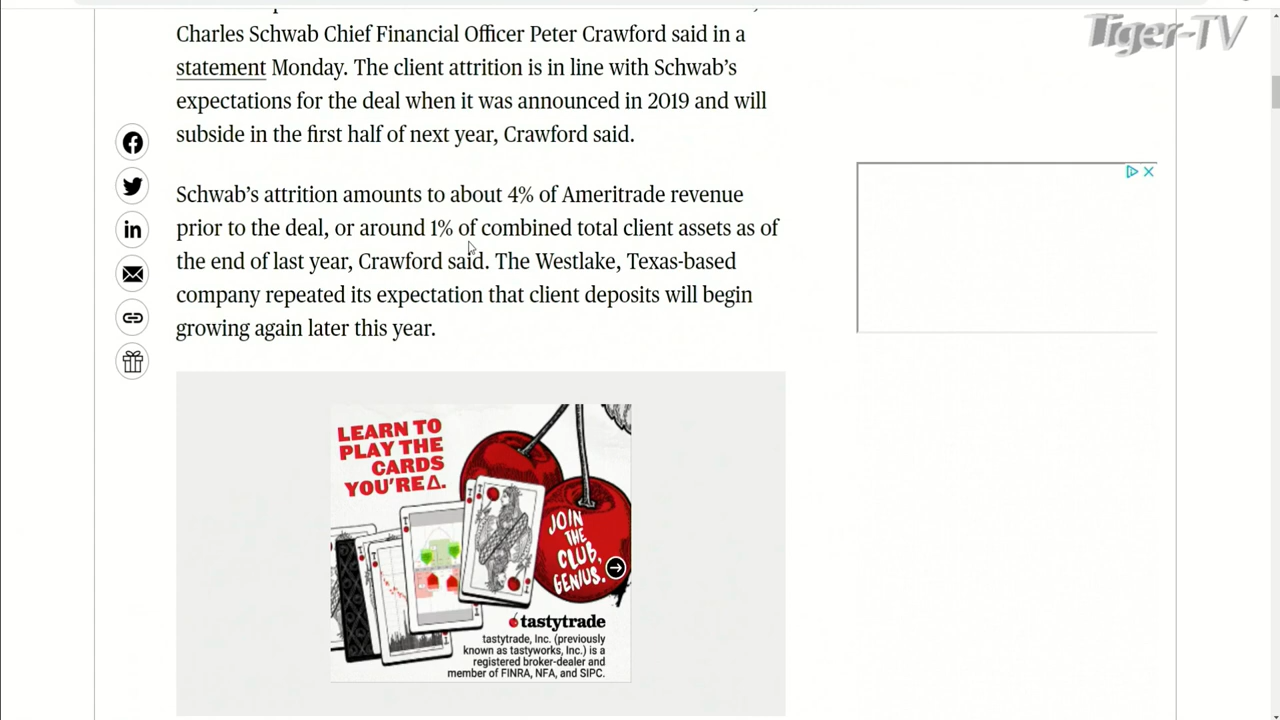 Tiger-TV
Charles Schwab Chief Financial Officer Peter Crawford said in a
statement Monday. The client attrition is in line with Schwab’s
expectations for the deal when it was announced in 2019 and will
subside in the first half of next year, Crawford said.
Schwab’s attrition amounts to about 4% of Ameritrade revenue
prior to the deal, or around 1% of combined total client assets as of
the end of last year, Crawford said. The Westlake, Texas-based
company repeated its expectation that client deposits will begin
growing again later this year.
LEARN TO
PLAY THE
CARDS
YOU'RE Δ.
JOIN
THE
CLUB,
GENIUS.
tastytrade
tastytrade, Inc. (previously
known as tastyworks, Inc.) is a
registered broker-dealer and
member of FINRA, NFA, and SIPC.